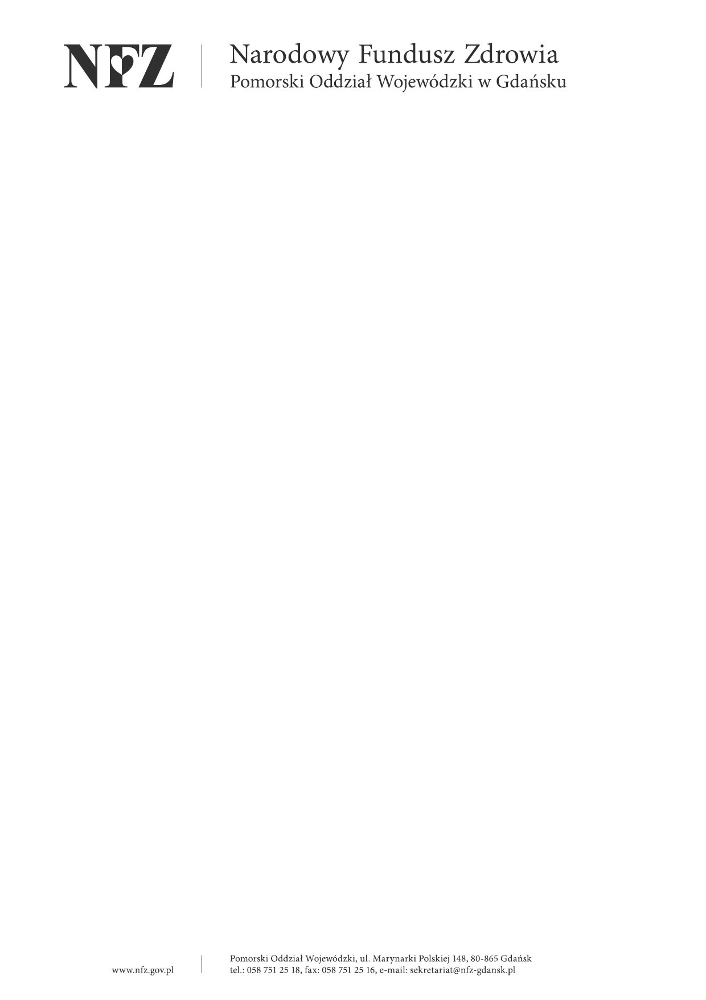 NFZ
Narodowy Fundusz Zdrowia
Pomorski Oddział Wojewódzki w Gdańsku
www.nfz.gov.pl
Pomorski Oddział Wojewódzki, ul. Marynarki Polskiej 148, 80-865 Gdańsk
tel.: 058 751 25 18, fax: 058 751 25 16, e-mail: sekretariat@nfz-gdansk.pl